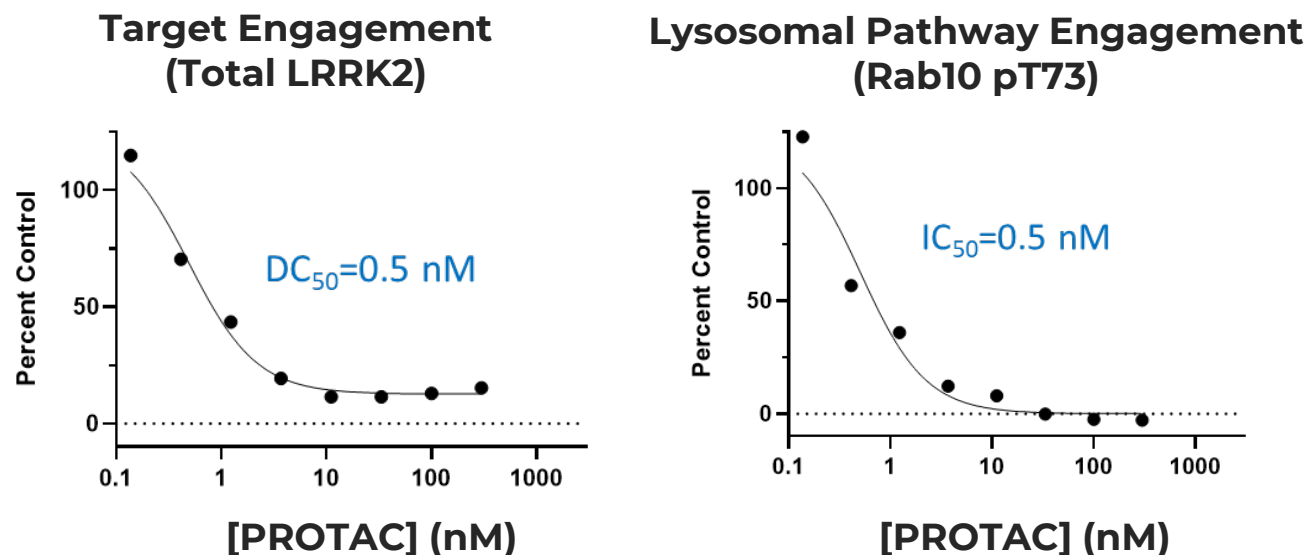 Target Engagement
(Total LRRK2)
Percent Control
100
50
0
DC₅₀=0.5 nM
0.1 1 10 100 1000
[PROTAC] (nM)
Lysosomal Pathway Engagement
(Rab10 pT73)
Percent Control
100
50
0
IC₅₀=0.5 nM
0.1 1 10 100 1000
[PROTAC] (nM)